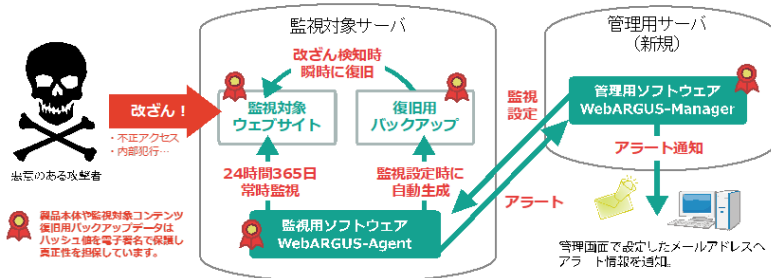 監視対象サーバ
管理用サーバ
（新規）
改ざん検知時
瞬時に復旧
改ざん！
・不正アクセス
・内部犯行…
悪意のある攻撃者
監視対象
ウェブサイト
復旧用
バックアップ
監視
設定
管理用ソフトウェア
WebARGUS-Manager
アラート通知
24時間365日
常時監視
監視設定時に
自動生成
アラート
監視用ソフトウェア
WebARGUS-Agent
製品本体や監視対象コンテンツ
復旧用バックアップデータは
ハッシュ値を電子署名で保護し
真正性を担保しています。
管理画面で設定したメールアドレスへ
アラート情報を通知。